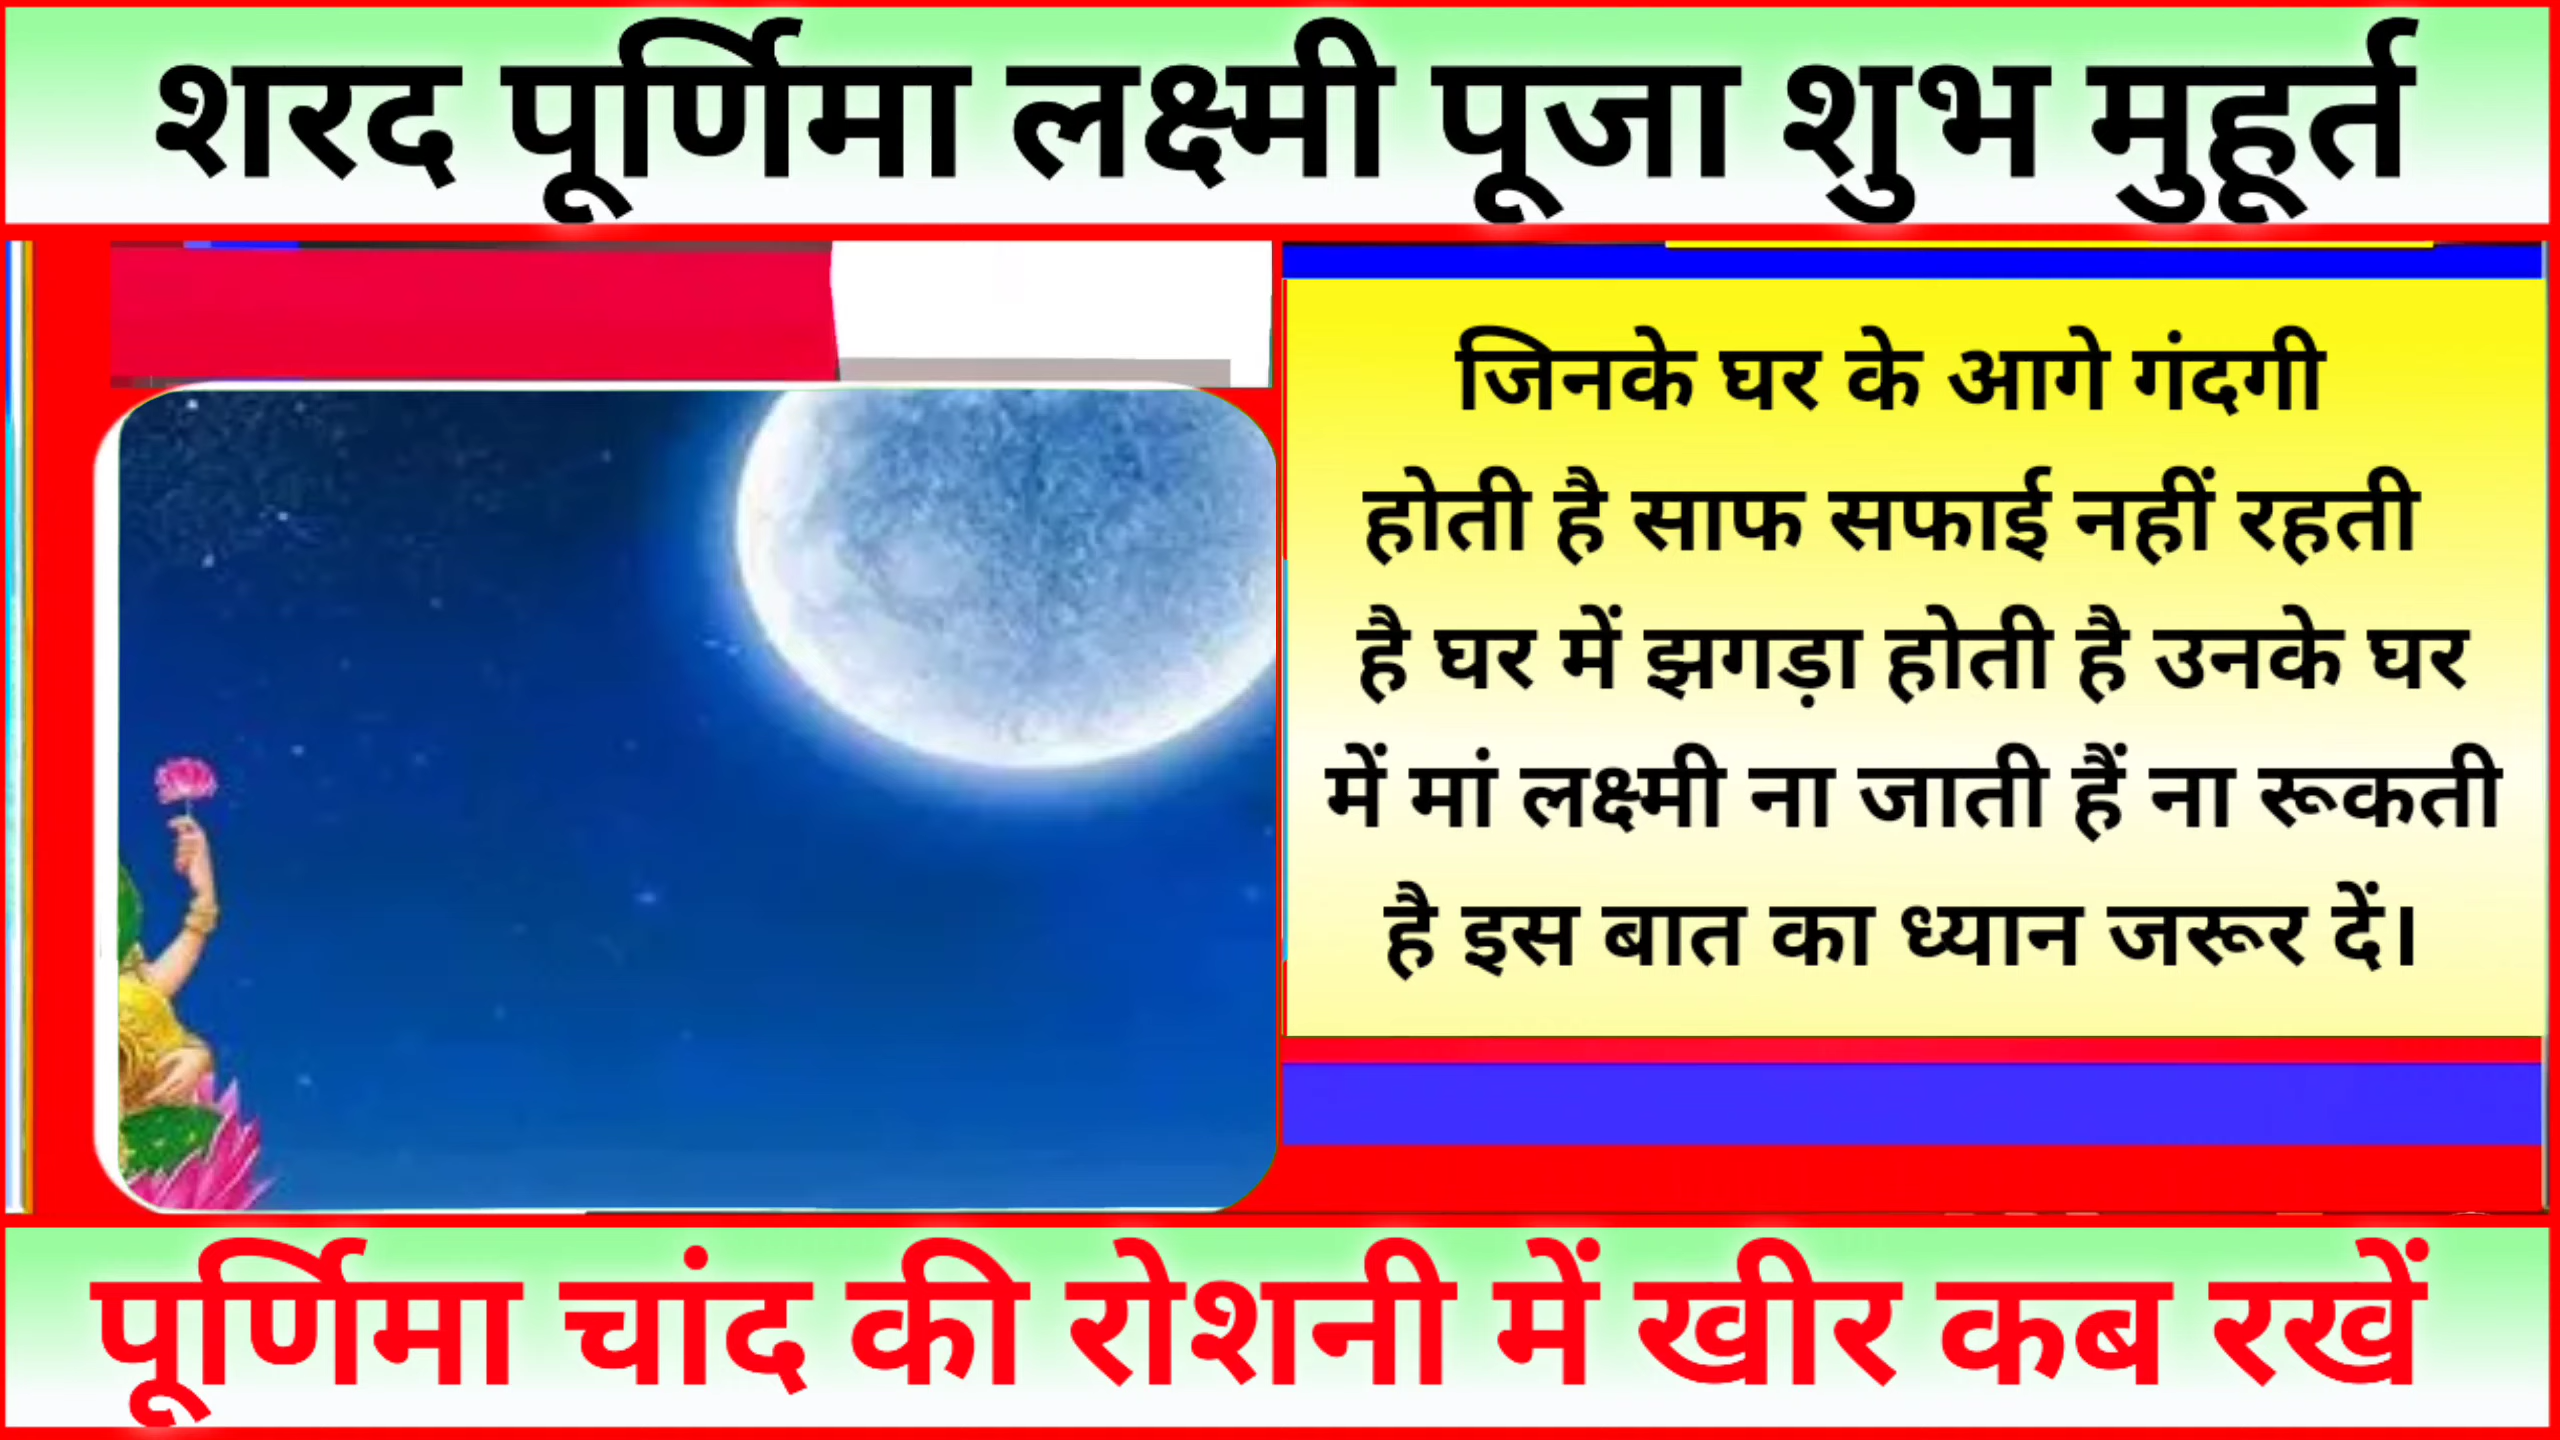 शरद पूर्णिमा लक्ष्मी पूजा शुभ मुहूर्त
जिनके घर के आगे गंदगी
होती है साफ सफाई नहीं रहती
है घर में झगड़ा होती है उनके घर
में मां लक्ष्मी ना जाती हैं ना रूकती
है इस बात का ध्यान जरूर दें।
पूर्णिमा चांद की रोशनी में खीर कब रखें